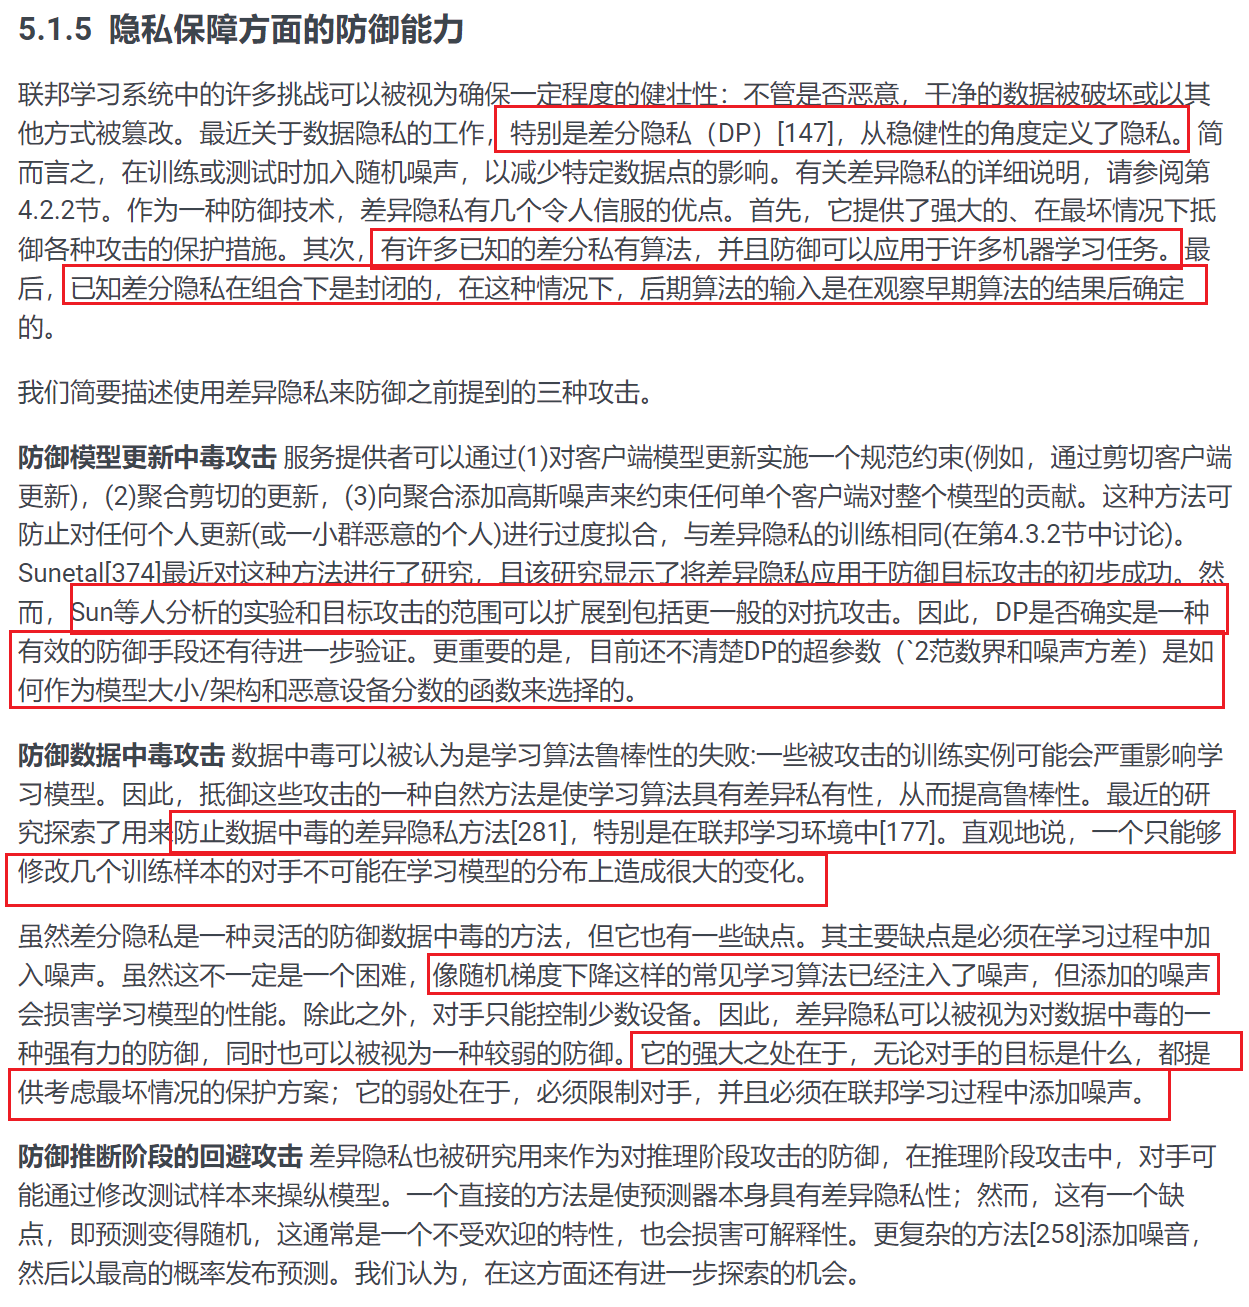 5.1.5 隐私保障方面的防御能力
联邦学习系统中的许多挑战可以被视为确保一定程度的健壮性：不管是否恶意，干净的数据被破坏或以其
他方式被篡改。最近关于数据隐私的工作，特别是差分隐私（DP）[147]，从稳健性的角度定义了隐私。简
而言之，在训练或测试时加入随机噪声，以减少特定数据点的影响。有关差异隐私的详细说明，请参阅第
4.2.2节。作为一种防御技术，差异隐私有几个令人信服的优点。首先，它提供了强大的、在最坏情况下抵
御各种攻击的保护措施。其次，有许多已知的差分私有算法，并且防御可以应用于许多机器学习任务。最
后，已知差分隐私在组合下是封闭的，在这种情况下，后期算法的输入是在观察早期算法的结果后确定
的。
我们简要描述使用差异隐私来防御之前提到的三种攻击。
防御模型更新中毒攻击 服务提供者可以通过(1)对客户端模型更新实施一个规范约束(例如，通过剪切客户端
更新)，(2)聚合剪切的更新，(3)向聚合添加高斯噪声来约束任何单个客户端对整个模型的贡献。这种方法可
防止对任何个人更新(或一小群恶意的个人)进行过度拟合，与差异隐私的训练相同(在第4.3.2节中讨论)。
Sunetal[374]最近对这种方法进行了研究，且该研究显示了将差异隐私应用于防御目标攻击的初步成功。然
而，Sun等人分析的实验和目标攻击的范围可以扩展到包括更一般的对抗攻击。因此，DP是否确实是一种
有效的防御手段还有待进一步验证。更重要的是，目前还不清楚DP的超参数（`2范数界和噪声方差）是如
何作为模型大小/架构和恶意设备分数的函数来选择的。
防御数据中毒攻击 数据中毒可以被认为是学习算法鲁棒性的失败:一些被攻击的训练实例可能会严重影响学
习模型。因此，抵御这些攻击的一种自然方法是使学习算法具有差异私有性，从而提高鲁棒性。最近的研
究探索了用来防止数据中毒的差异隐私方法[281]，特别是在联邦学习环境中[177]。直观地说，一个只能够
修改几个训练样本的对手不可能在学习模型的分布上造成很大的变化。
虽然差分隐私是一种灵活的防御数据中毒的方法，但它也有一些缺点。其主要缺点是必须在学习过程中加
入噪声。虽然这不一定是一个困难，像随机梯度下降这样的常见学习算法已经注入了噪声，但添加的噪声
会损害学习模型的性能。除此之外，对手只能控制少数设备。因此，差异隐私可以被视为对数据中毒的一
种强有力的防御，同时也可以被视为一种较弱的防御。它的强大之处在于，无论对手的目标是什么，都提
供考虑最坏情况的保护方案；它的弱处在于，必须限制对手，并且必须在联邦学习过程中添加噪声。
防御推断阶段的回避攻击 差异隐私也被研究用来作为对推理阶段攻击的防御，在推理阶段攻击中，对手可
能通过修改测试样本来操纵模型。一个直接的方法是使预测器本身具有差异隐私性；然而，这有一个缺
点，即预测变得随机，这通常是一个不受欢迎的特性，也会损害可解释性。更复杂的方法[258]添加噪音，
然后以最高的概率发布预测。我们认为，在这方面还有进一步探索的机会。